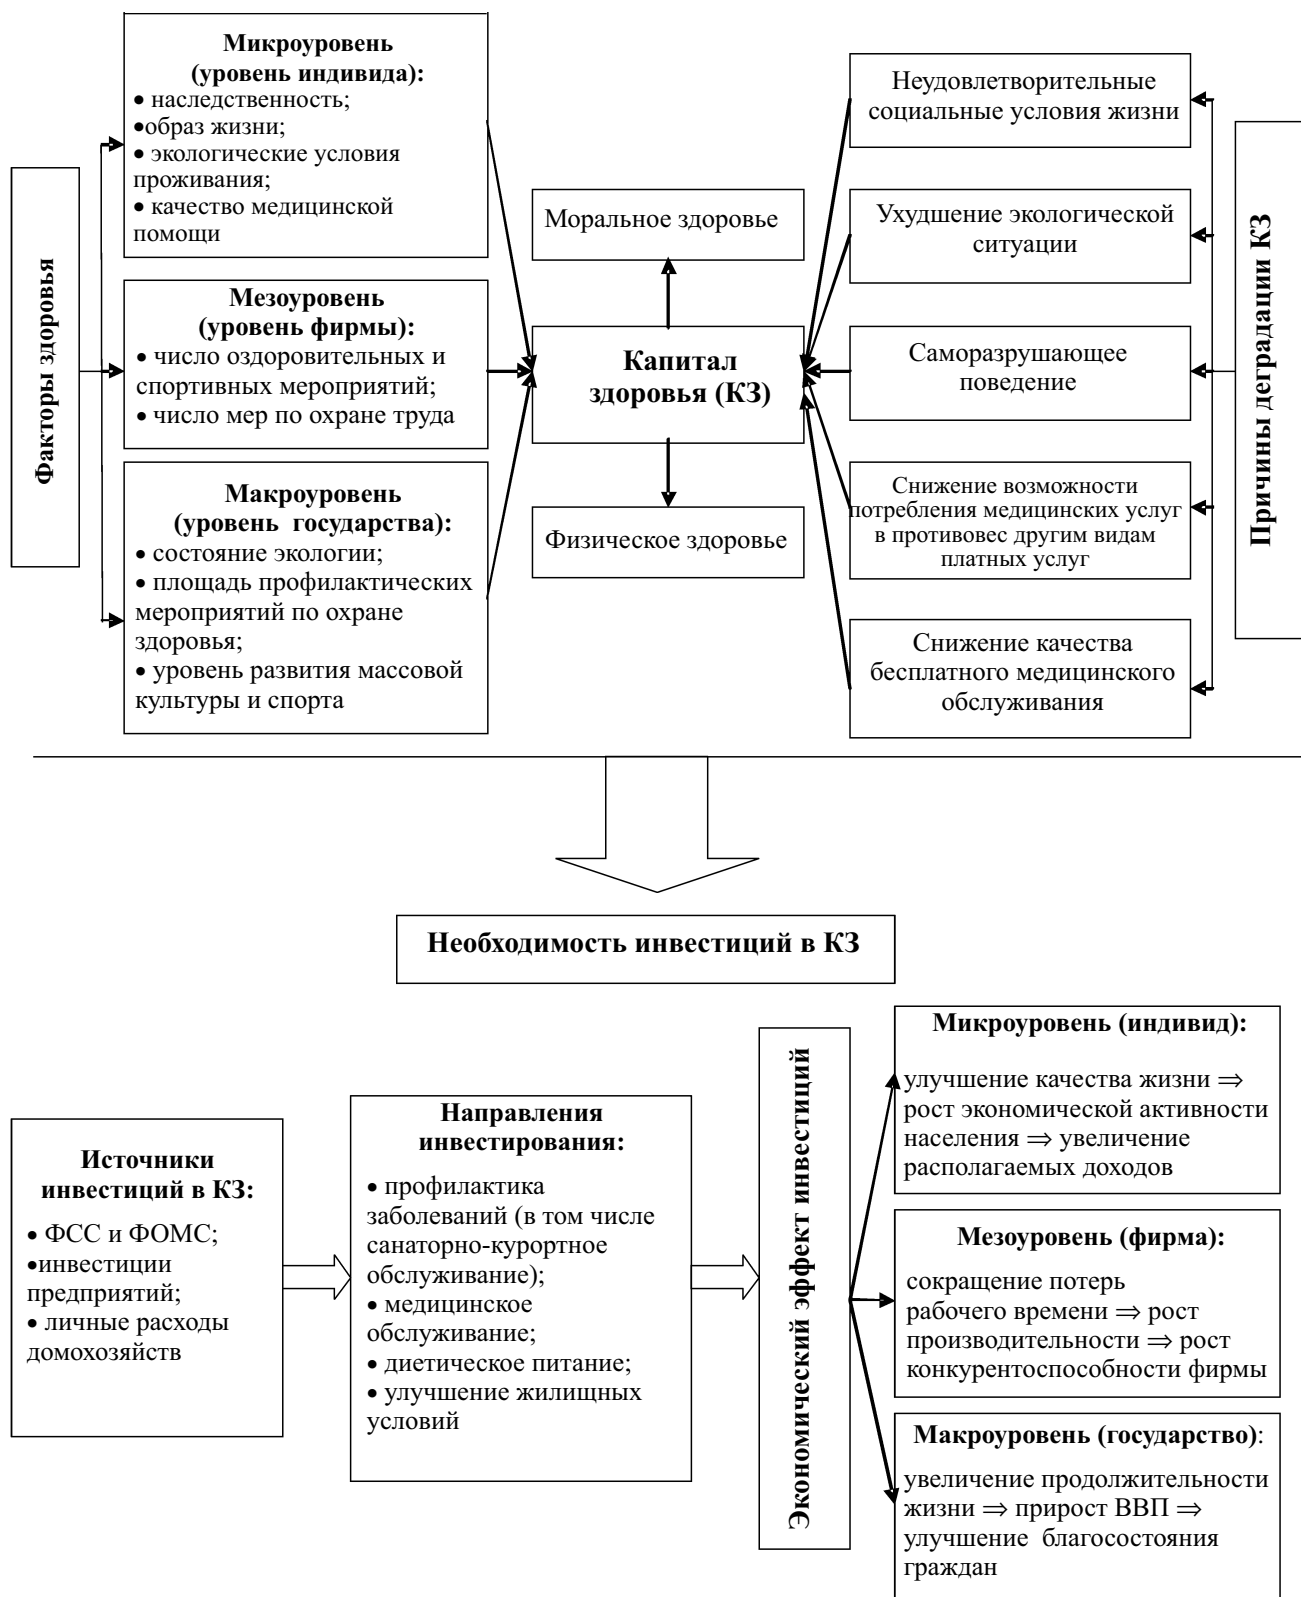 Факторы здоровья
Микроуровень
(уровень индивида):
• наследственность;
•образ жизни;
• экологические условия
проживания;
• качество медицинской
помощи
Мезоуровень
(уровень фирмы):
• число оздоровительных и
спортивных мероприятий;
• число мер по охране труда
Макроуровень
(уровень государства):
• состояние экологии;
• площадь профилактических
мероприятий по охране
здоровья;
• уровень развития массовой
культуры и спорта
Моральное здоровье
Капитал
здоровья (КЗ)
Физическое здоровье
Неудовлетворительные
социальные условия жизни
Ухудшение экологической
ситуации
Саморазрушающее
поведение
Снижение возможности
потребления медицинских услуг
в противовес другим видам
платных услуг
Снижение качества
бесплатного медицинского
обслуживания
Причины деградации КЗ
Необходимость инвестиций в КЗ
Источники
инвестиций в КЗ:
• ФСС и ФОМС;
•инвестиции
предприятий;
• личные расходы
домохозяйств
Направления
инвестирования:
• профилактика
заболеваний (в том числе
санаторно-курортное
обслуживание);
• медицинское
обслуживание;
• диетическое питание;
• улучшение жилищных
условий
Экономический эффект инвестиций
Микроуровень (индивид):
улучшение качества жизни ⇒
рост экономической активности
населения ⇒ увеличение
располагаемых доходов
Мезоуровень (фирма):
сокращение потерь
рабочего времени ⇒ рост
производительности ⇒ рост
конкурентоспособности фирмы
Макроуровень (государство):
увеличение продолжительности
жизни ⇒ прирост ВВП ⇒
улучшение благосостояния
граждан